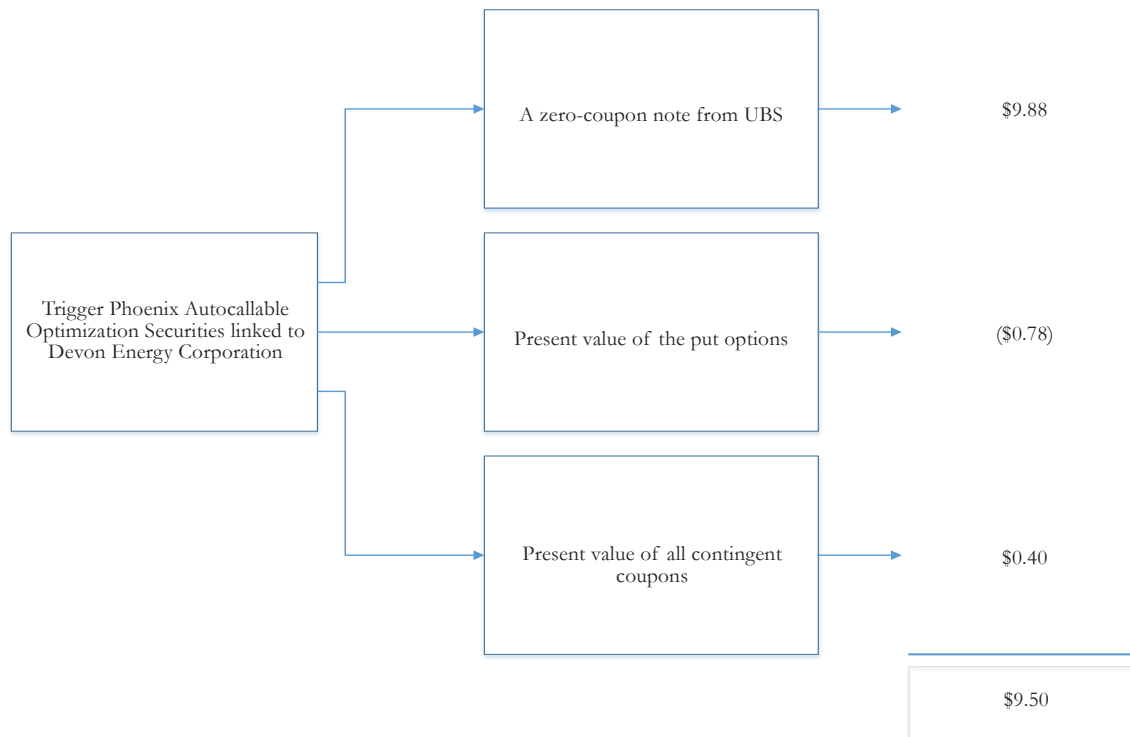 A zero-coupon note from UBS
$9.88
Trigger Phoenix Autocallable
Optimization Securities linked to
Devon Energy Corporation
Present value of the put options
($0.78)
Present value of all contingent
coupons
$0.40
$9.50